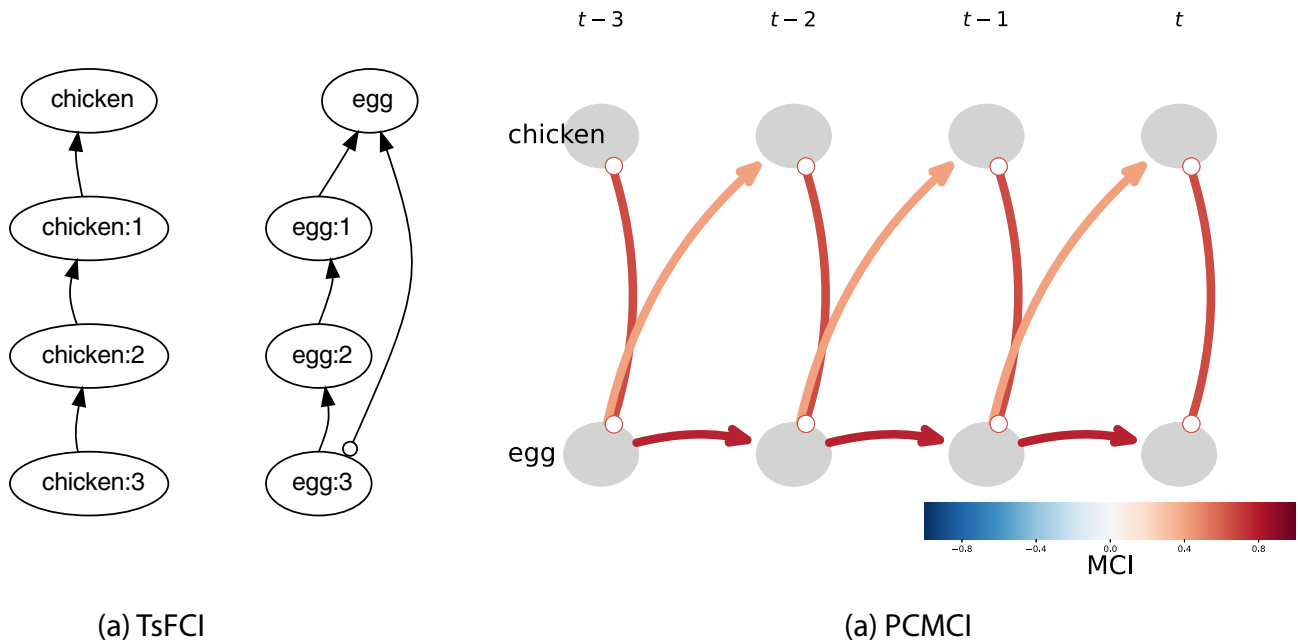 chicken
egg
chicken:1
egg:1
chicken:2
egg:2
chicken:3
egg:3
(a) TsFCI
t − 3
t − 2
t − 1
t
chicken
egg
−0.8
−0.4
0.0
0.4
0.8
MCI
(a) PCMCI